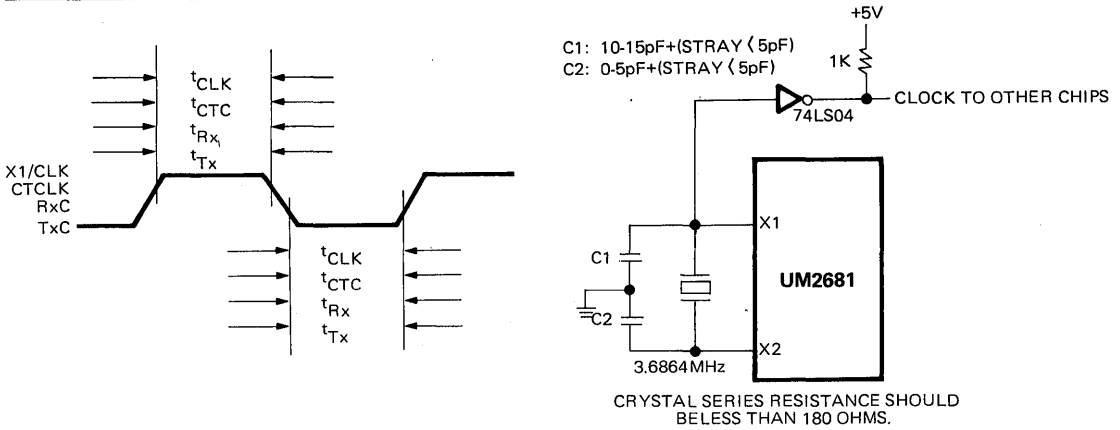 tCLK
tCTC
tRx
tTx
X1/CLK
CTCLK
RxC
TxC
tCLK
tCTC
tRx
tTx
+5V
C1: 10-15pF+(STRAY < 5pF)
C2: 0-5pF+(STRAY < 5pF)
1K
CLOCK TO OTHER CHIPS
74LS04
X1
C1
UM2681
C2
X2
3.6864MHz
CRYSTAL SERIES RESISTANCE SHOULD
BELESS THAN 180 OHMS.